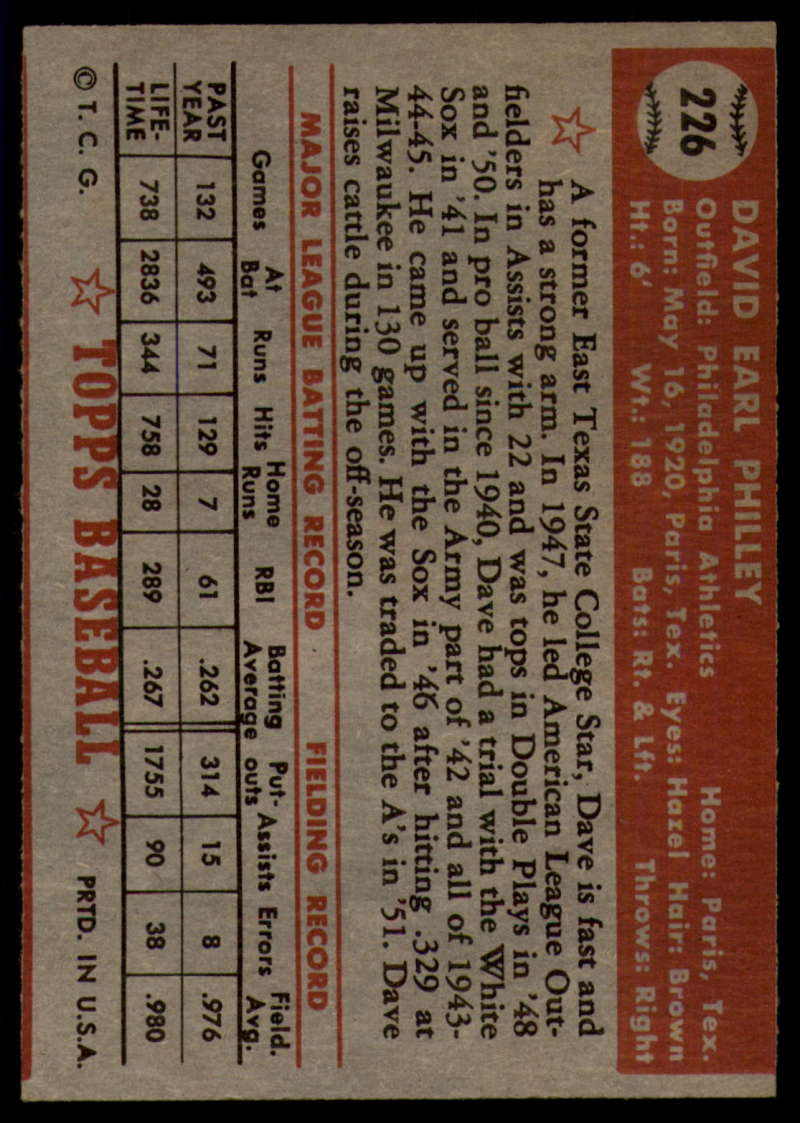 226
DAVID EARL PHILLEY
Outfield: Philadelphia Athletics Home: Paris, Tex.
Born: May 16, 1920, Paris, Tex. Eyes: Hazel Hair: Brown
Ht.: 6' Wt.: 188 Bats: Rt. & Lft. Throws: Right
A former East Texas State College Star, Dave is fast and
has a strong arm. In 1947, he led American League Out-
fielders in Assists with 22 and was tops in Double Plays in '48
and '50. In pro ball since 1940, Dave had a trial with the White
Sox in '41 and served in the Army part of '42 and all of 1943-
44-45. He came up with the Sox in '46 after hitting .329 at
Milwaukee in 130 games. He was traded to the A's in '51. Dave
raises cattle during the off-season.
MAJOR LEAGUE BATTING RECORD FIELDING RECORD
Games At Bat Runs Hits Home Runs RBI Batting Average Put-outs Assists Errors Field. Avg.
PAST YEAR 132 493 71 129 7 61 .262 314 15 8 .976
LIFE-TIME 738 2836 344 758 28 289 .267 1755 90 38 .980
© T. C. G. TOPPS BASEBALL PRTD. IN U.S.A.